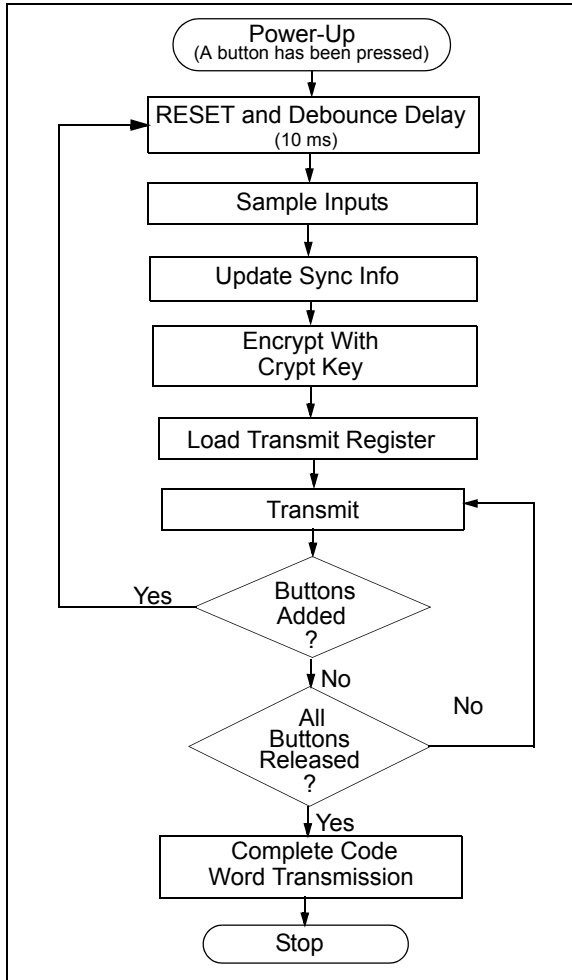 Power-Up
(A button has been pressed)
RESET and Debounce Delay
(10 ms)
Sample Inputs
Update Sync Info
Encrypt With
Crypt Key
Load Transmit Register
Transmit
Yes
Buttons
Added
?
No
No
All
Buttons
Released
?
Yes
Complete Code
Word Transmission
Stop